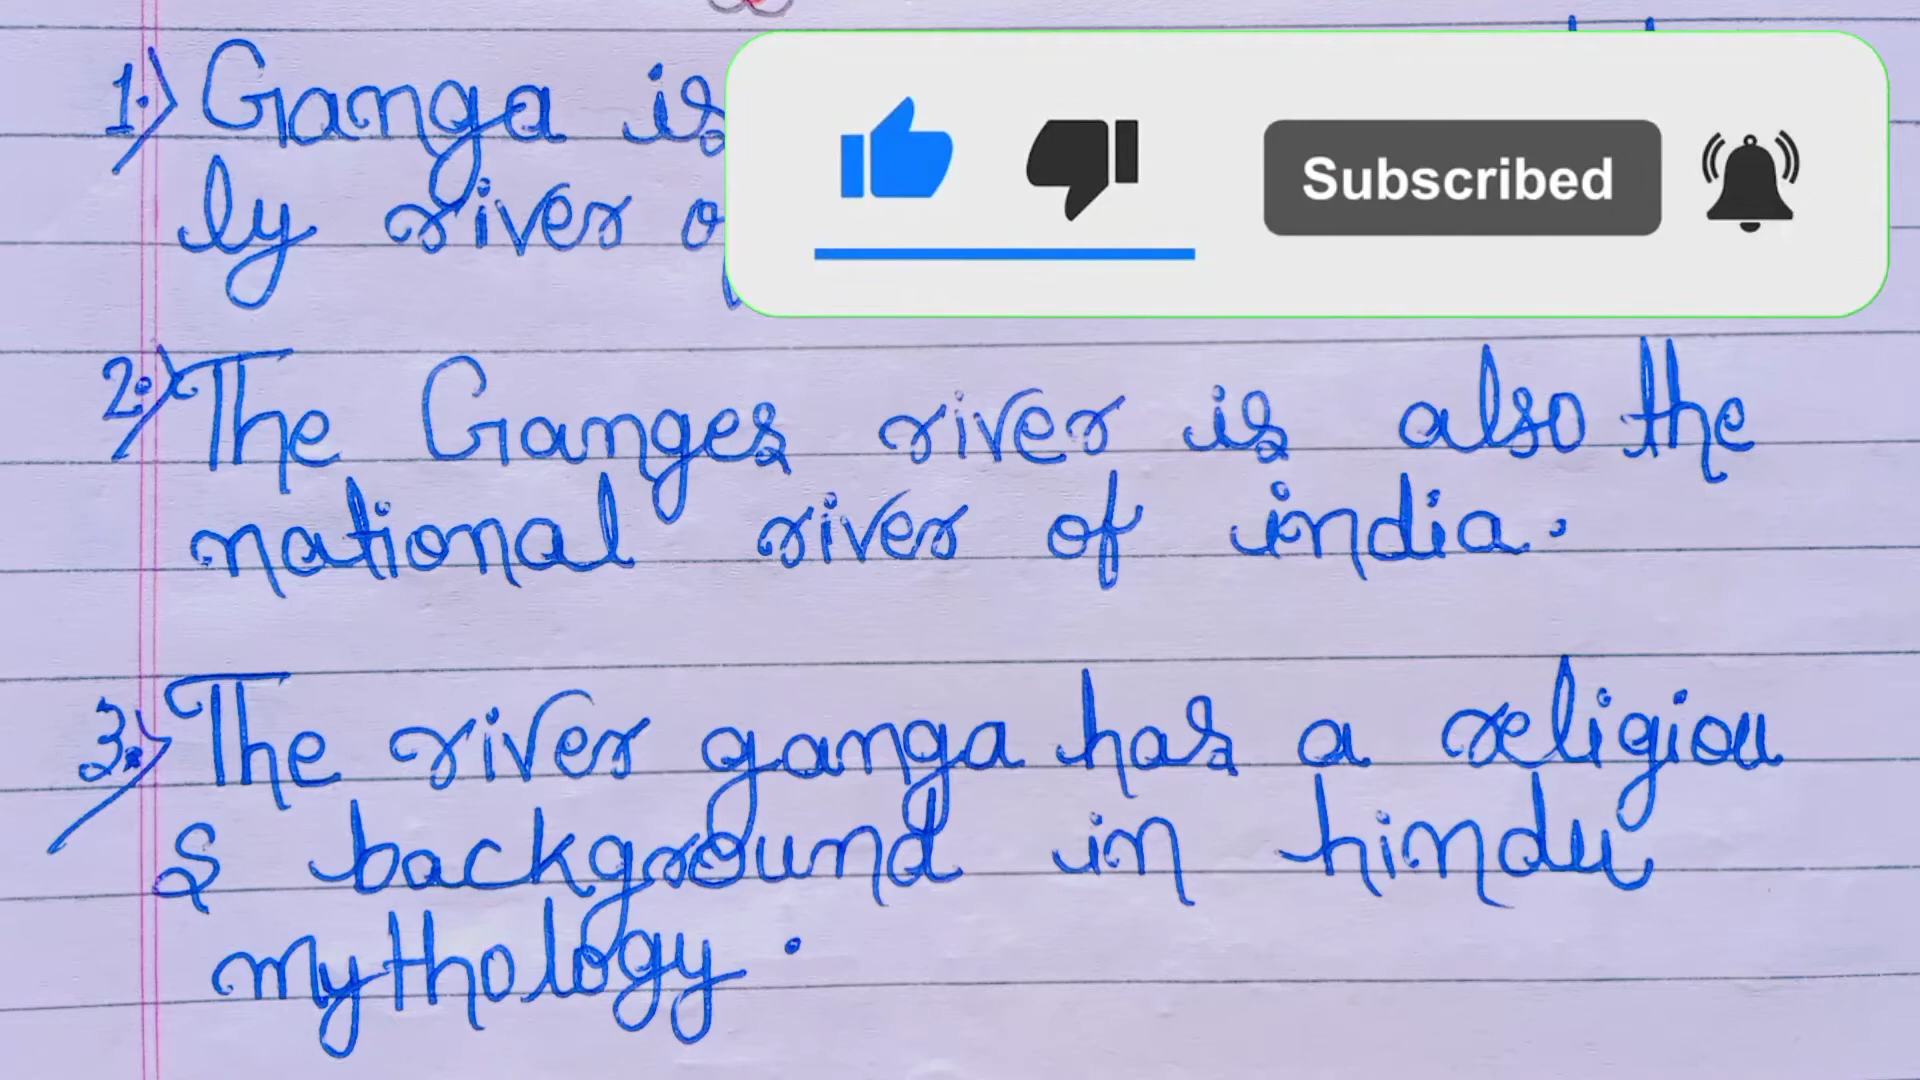 1.) Ganga is
Subscribed
ly river
2.) The Ganges river is also the
national river of india.
3.) The river ganga has a religiou
s background in hindu
mythology.